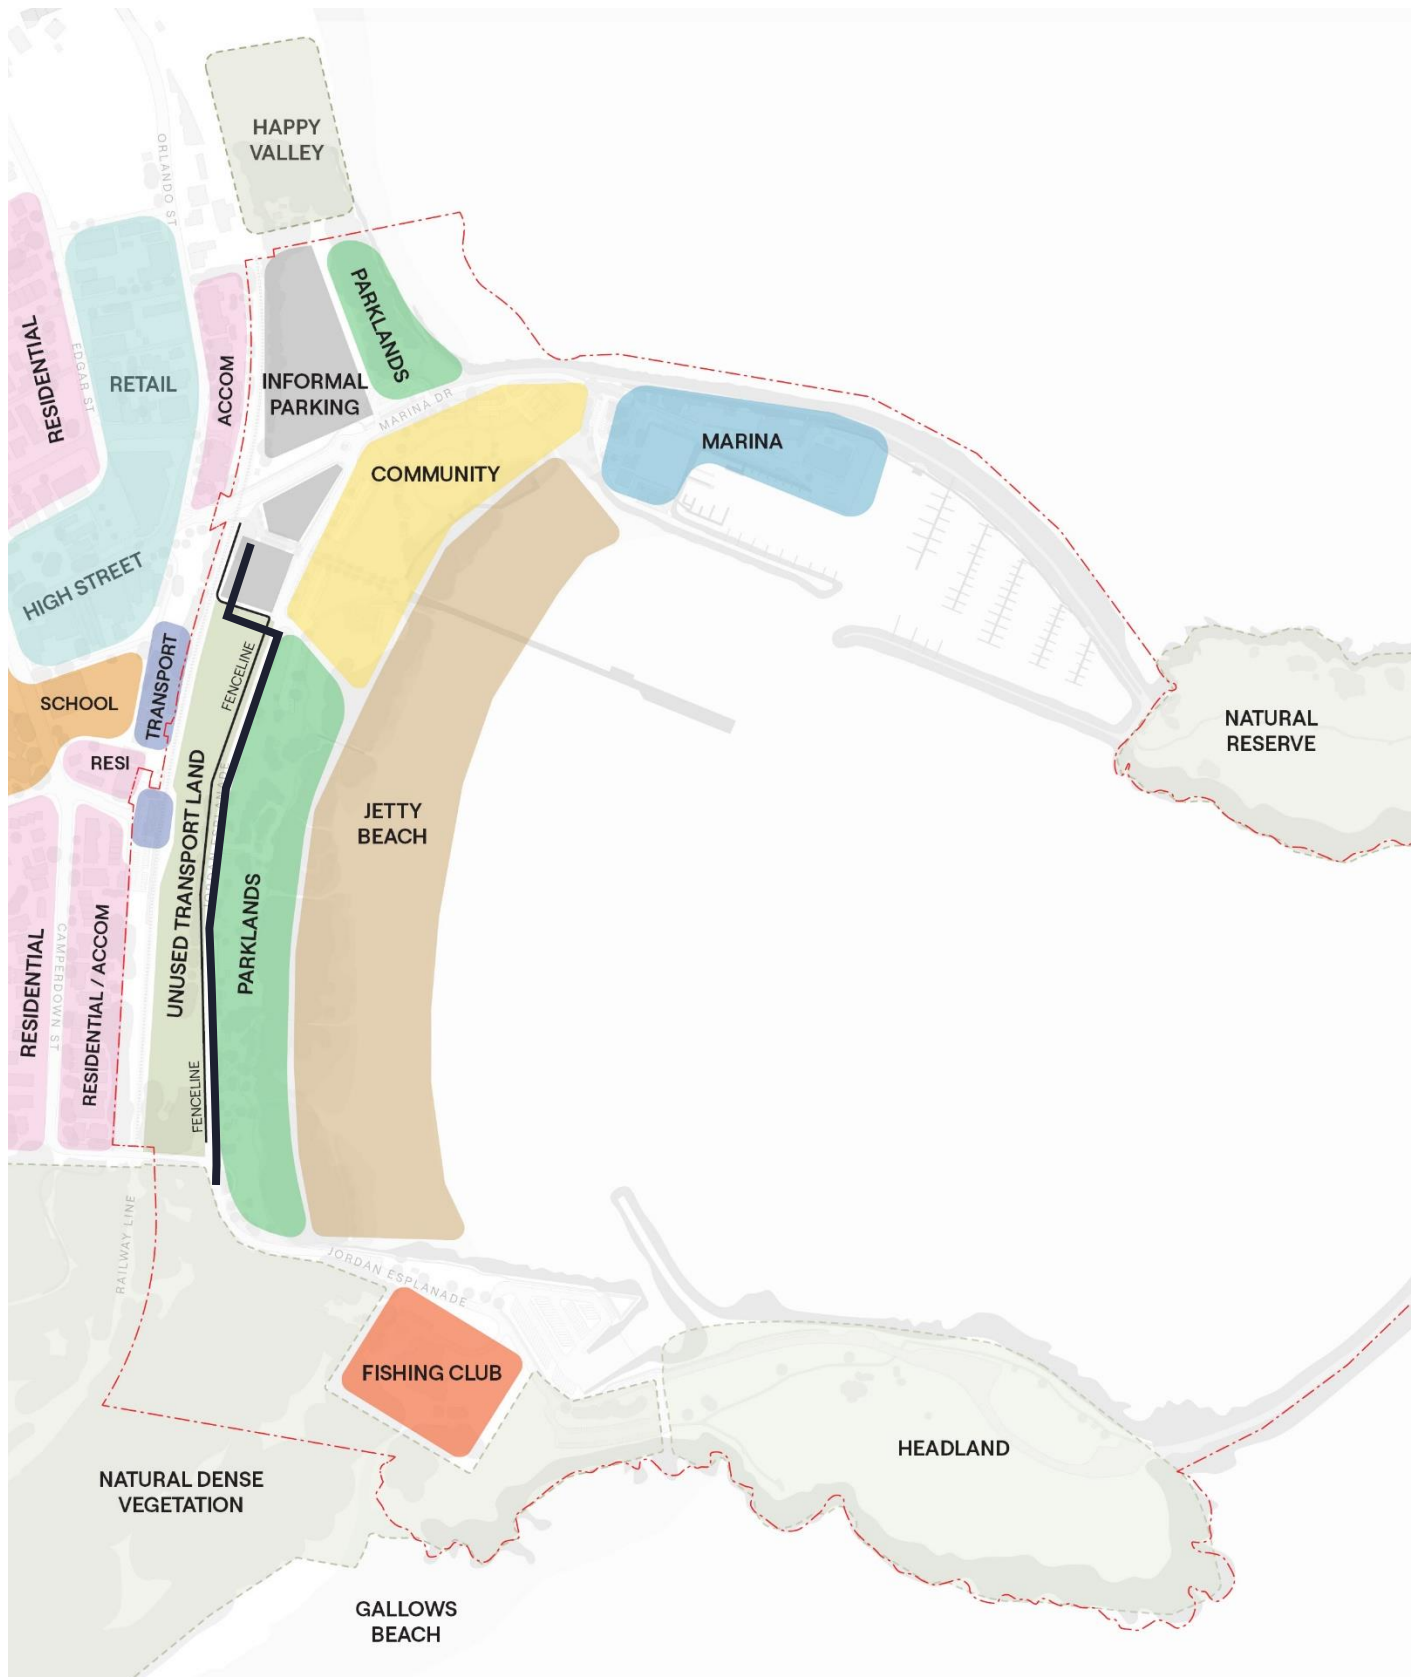 HAPPY
VALLEY
ORLANDO ST
PARKLANDS
RESIDENTIAL
EDGAR ST
RETAIL
ACCOM
INFORMAL
PARKING
MARINA DR
COMMUNITY
MARINA
HIGH STREET
TRANSPORT
FENCELINE
SCHOOL
NATURAL
RESERVE
RESI
UNUSED TRANSPORT LAND
JORDAN ESPLANADE
JETTY
BEACH
PARKLANDS
RESIDENTIAL
CAMPERDOWN ST
RESIDENTIAL / ACCOM
FENCELINE
RAILWAY LINE
JORDAN ESPLANADE
FISHING CLUB
HEADLAND
NATURAL DENSE
VEGETATION
GALLOWS
BEACH